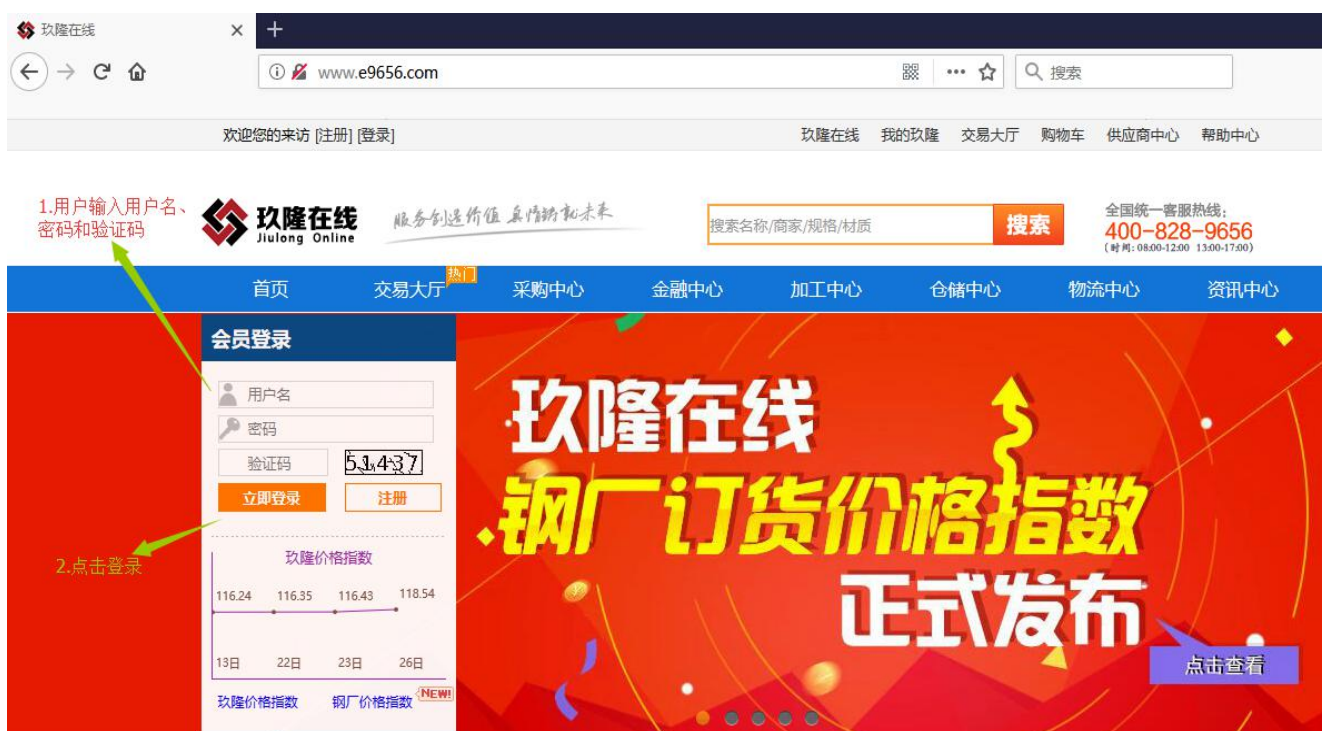 玖隆在线
www.e9656.com
搜索
欢迎您的来访 [注册] [登录]
玖隆在线 我的玖隆 交易大厅 购物车 供应商中心 帮助中心
1.用户输入用户名、
密码和验证码
玖隆在线
Jiulong Online
服务创造价值 真情铸就未来
搜索名称/商家/规格/材质
搜索
全国统一客服热线:
400-828-9656
(时间:08:00-12:00 13:00-17:00)
首页 交易大厅 热门 采购中心 金融中心 加工中心 仓储中心 物流中心 资讯中心
会员登录
用户名
密码
验证码 51437
立即登录 注册
2.点击登录
玖隆价格指数
116.24 116.35 116.43 118.54
13日 22日 23日 26日
玖隆价格指数 钢厂价格指数 NEW!
玖隆在线
钢厂订货价格指数
正式发布
点击查看